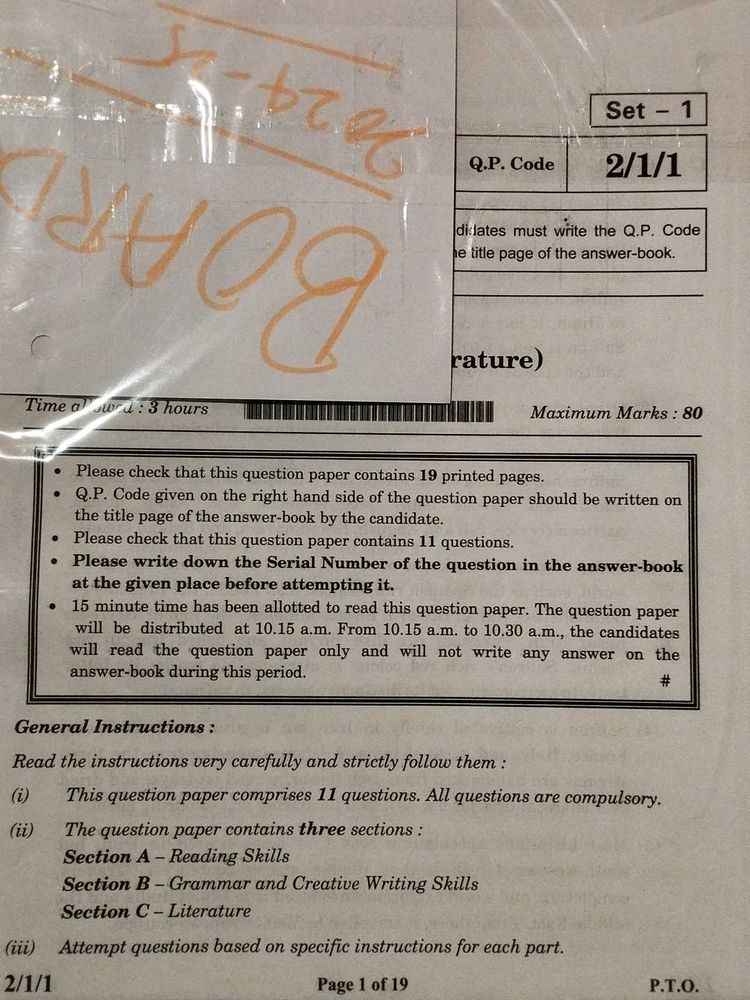 BOARD
2024-25
Set – 1
Q.P. Code 2/1/1
didates must write the Q.P. Code
e title page of the answer-book.
rature)
Time allowed : 3 hours Maximum Marks : 80
• Please check that this question paper contains 19 printed pages.
• Q.P. Code given on the right hand side of the question paper should be written on
the title page of the answer-book by the candidate.
• Please check that this question paper contains 11 questions.
• Please write down the Serial Number of the question in the answer-book
at the given place before attempting it.
• 15 minute time has been allotted to read this question paper. The question paper
will be distributed at 10.15 a.m. From 10.15 a.m. to 10.30 a.m., the candidates
will read the question paper only and will not write any answer on the
answer-book during this period.
#
General Instructions :
Read the instructions very carefully and strictly follow them :
(i) This question paper comprises 11 questions. All questions are compulsory.
(ii) The question paper contains three sections :
Section A – Reading Skills
Section B – Grammar and Creative Writing Skills
Section C – Literature
(iii) Attempt questions based on specific instructions for each part.
2/1/1 Page 1 of 19 P.T.O.